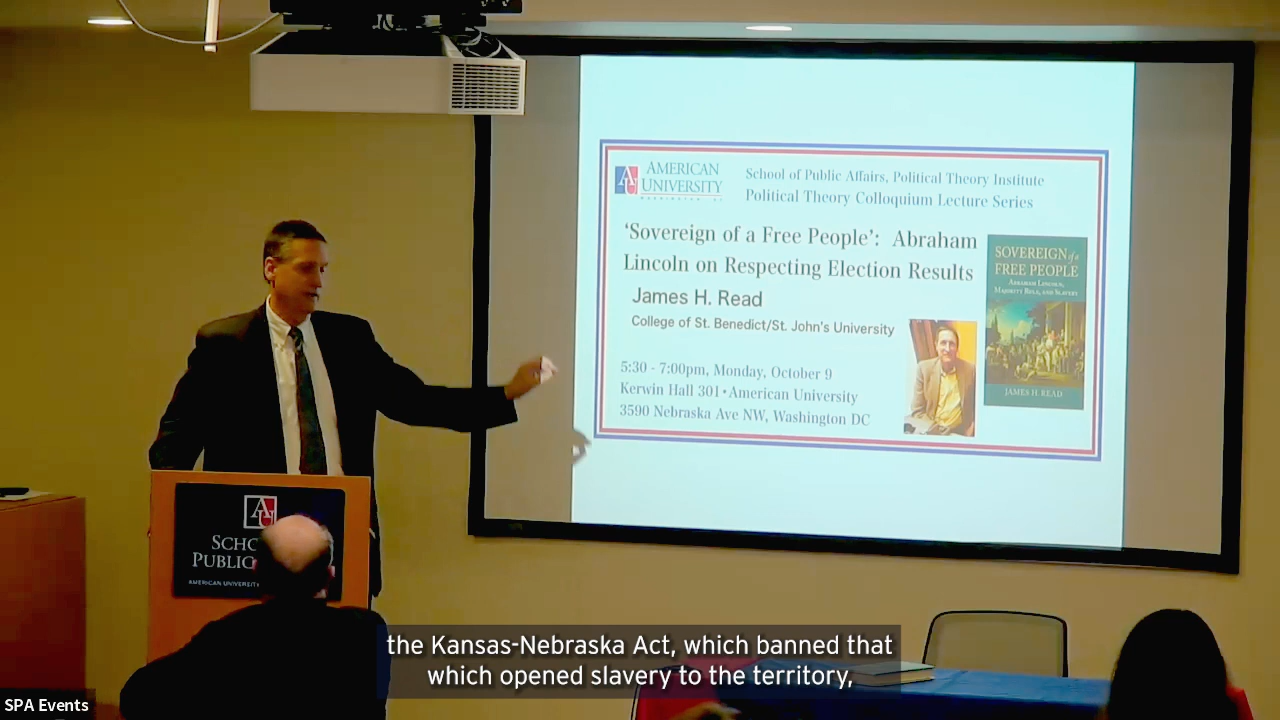 AMERICAN
UNIVERSITY
WASHINGTON, DC
School of Public Affairs, Political Theory Institute
Political Theory Colloquium Lecture Series
‘Sovereign of a Free People’: Abraham
Lincoln on Respecting Election Results
James H. Read
College of St. Benedict/St. John's University
5:30 - 7:00pm, Monday, October 9
Kerwin Hall 301 • American University
3590 Nebraska Ave NW, Washington DC
SOVEREIGN of a
FREE PEOPLE
ABRAHAM LINCOLN,
MAJORITY RULE, AND SLAVERY
JAMES H. READ
AU
SCHO
PUBLIC
AMERICAN UNIVERSITY
the Kansas-Nebraska Act, which banned that
which opened slavery to the territory,
SPA Events